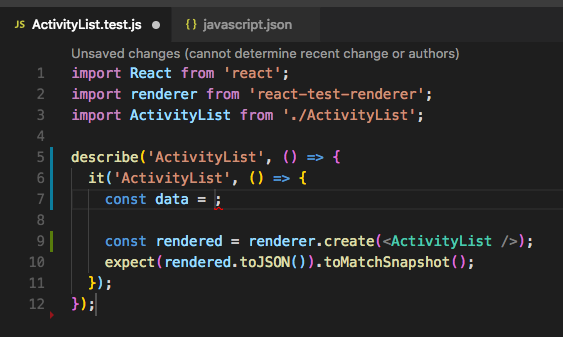 JS ActivityList.test.js ● { } javascript.json
Unsaved changes (cannot determine recent change or authors)
1 import React from 'react';
2 import renderer from 'react-test-renderer';
3 import ActivityList from './ActivityList';
4
5 describe('ActivityList', () => {
6   it('ActivityList', () => {
7     const data = ;
8
9     const rendered = renderer.create(<ActivityList />);
10     expect(rendered.toJSON()).toMatchSnapshot();
11   });
12 });